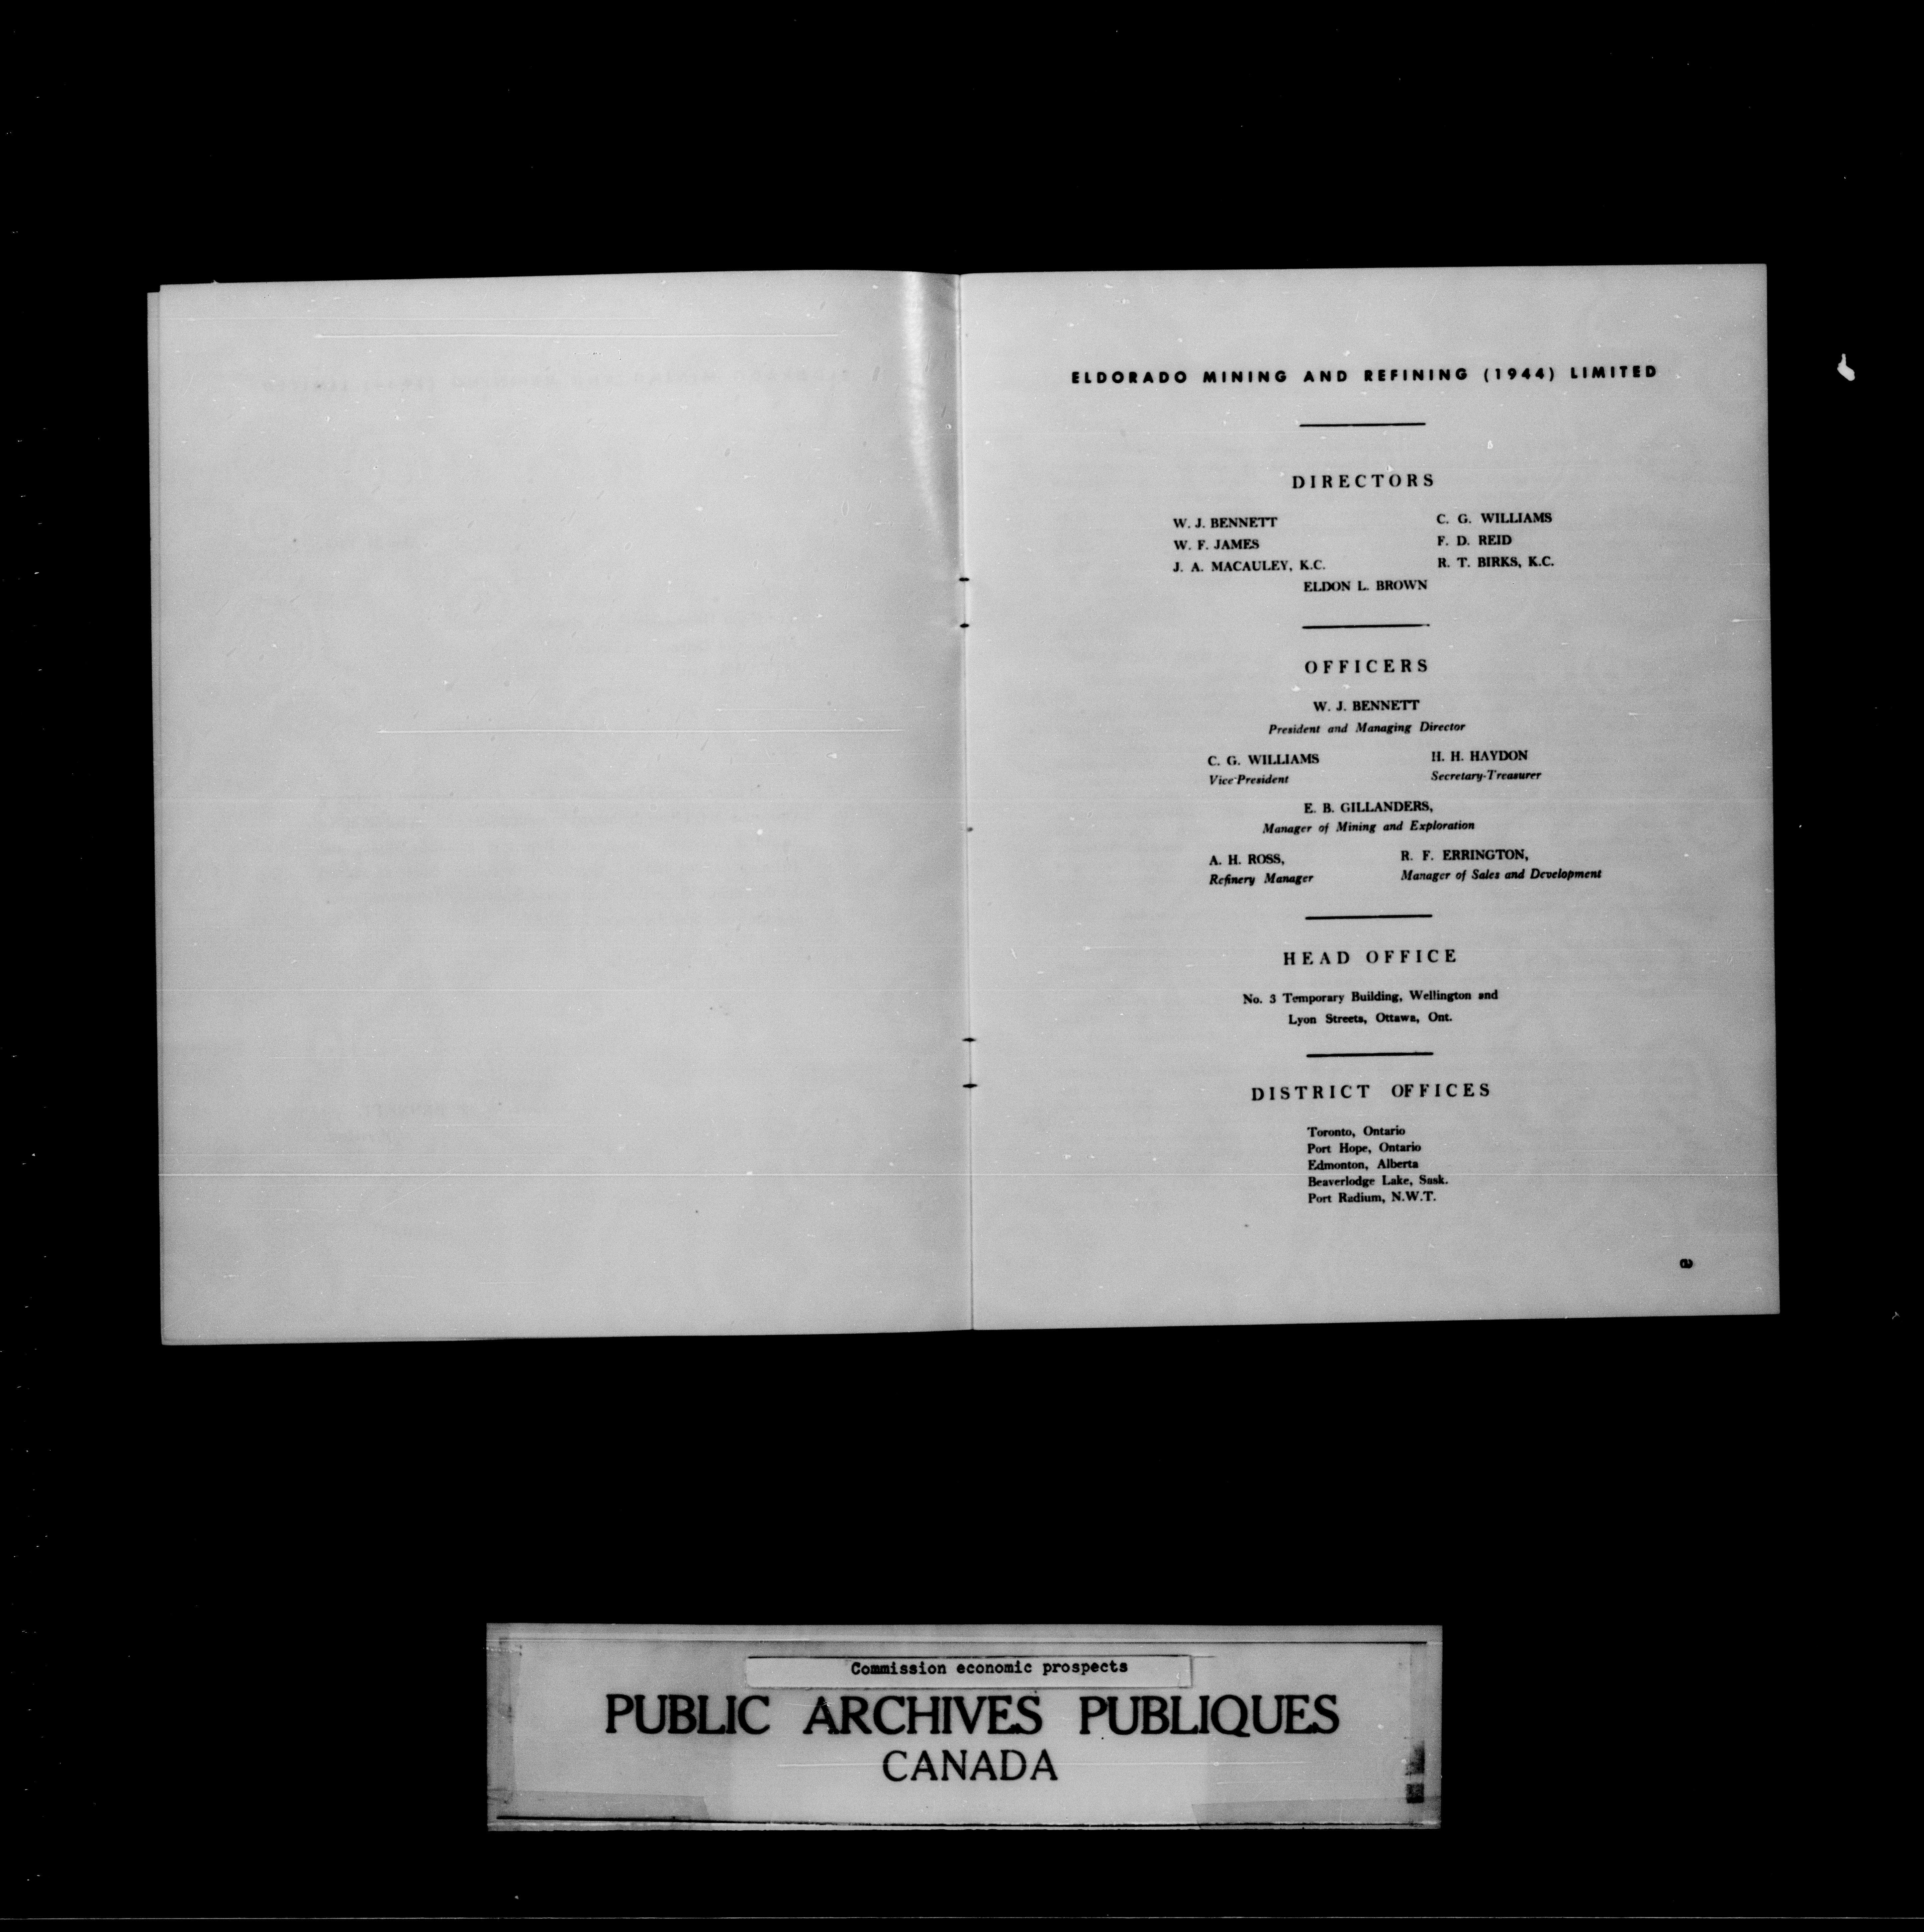 ELDORADO MINING AND REFINING (1944) LIMITED
DIRECTORS
W. J. BENNETT C. G. WILLIAMS
W. F. JAMES F. D. REID
J. A. MACAULEY, K.C. R. T. BIRKS, K.C.
ELDON L. BROWN
OFFICERS
W. J. BENNETT
President and Managing Director
C. G. WILLIAMS H. H. HAYDON
Vice-President Secretary-Treasurer
E. B. GILLANDERS,
Manager of Mining and Exploration
A. H. ROSS, R. F. ERRINGTON,
Refinery Manager Manager of Sales and Development
HEAD OFFICE
No. 3 Temporary Building, Wellington and
Lyon Streets, Ottawa, Ont.
DISTRICT OFFICES
Toronto, Ontario
Port Hope, Ontario
Edmonton, Alberta
Beaverlodge Lake, Sask.
Port Radium, N.W.T.
Commission economic prospects
PUBLIC ARCHIVES PUBLIQUES
CANADA